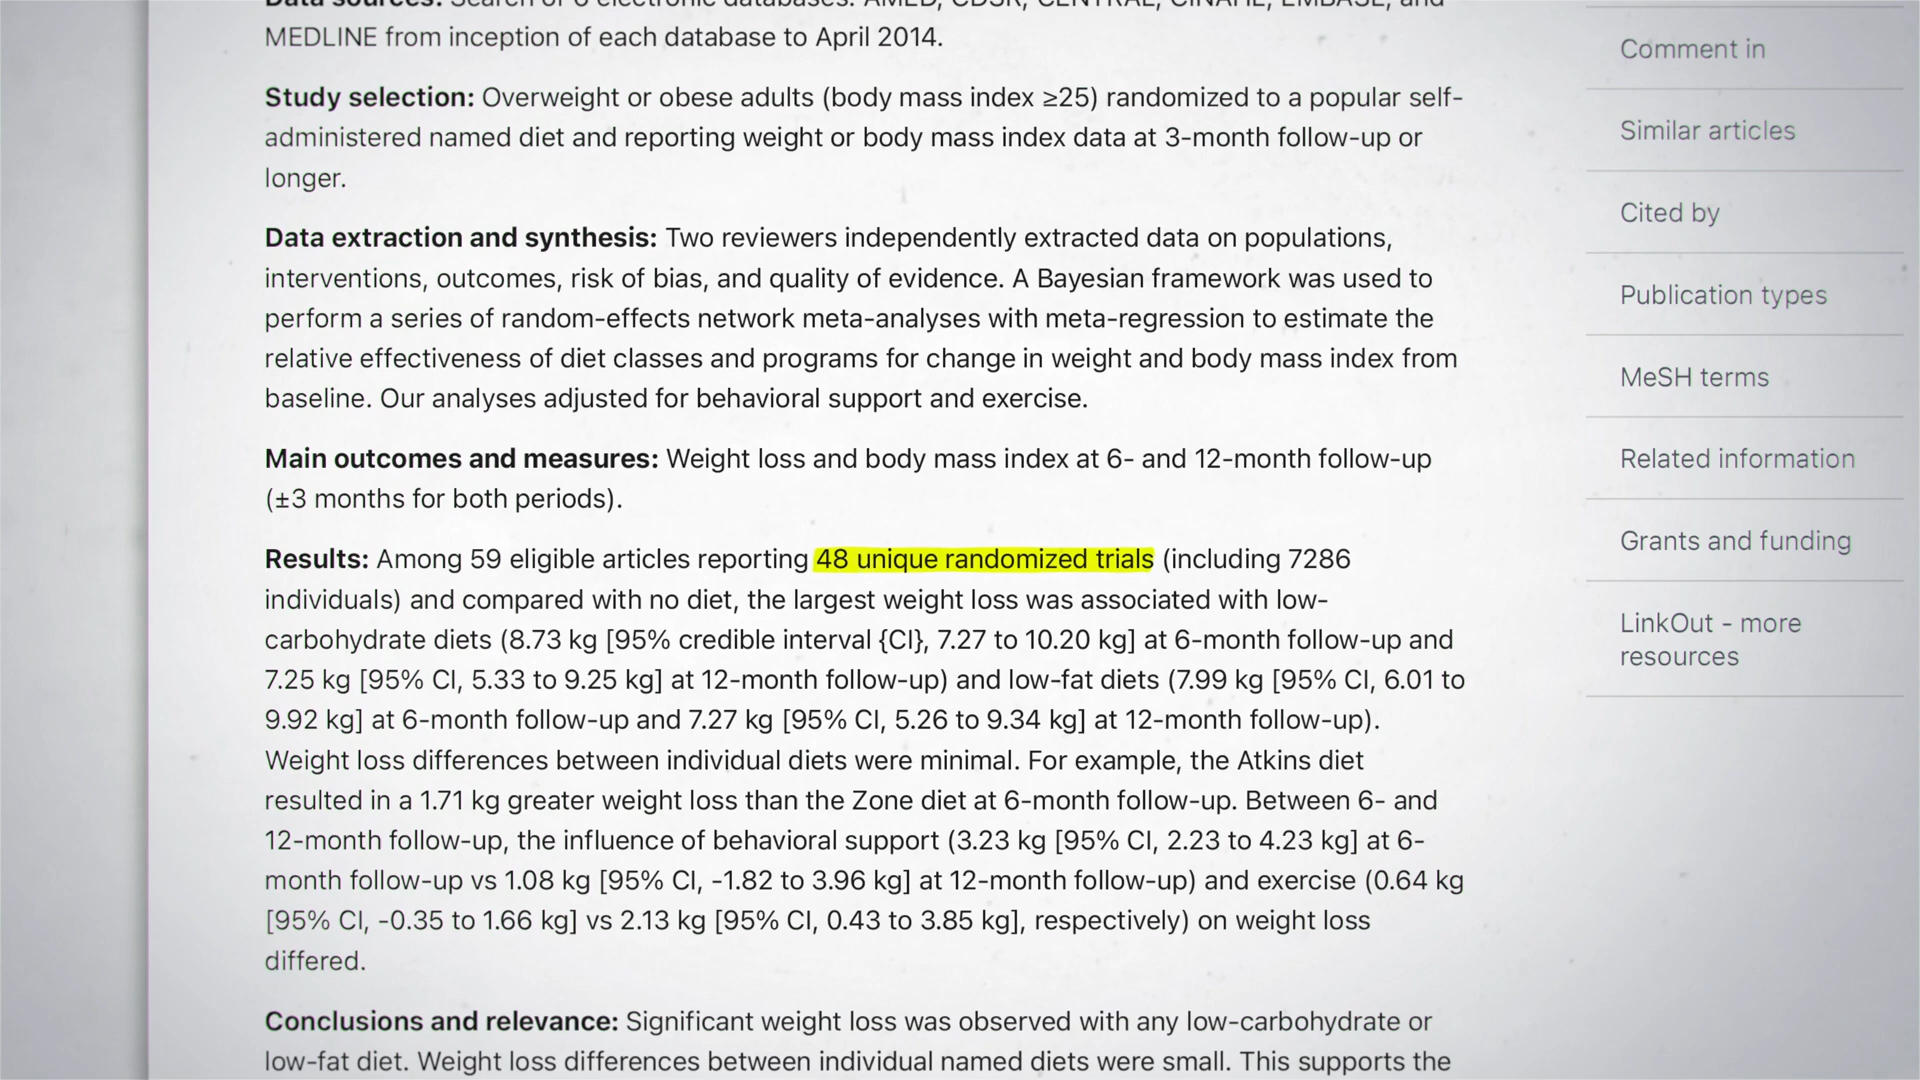 Data sources: Search of 6 electronic databases: AMED, CDSR, CENTRAL, CINAHL, EMBASE, and
MEDLINE from inception of each database to April 2014.
Study selection: Overweight or obese adults (body mass index ≥25) randomized to a popular self-
administered named diet and reporting weight or body mass index data at 3-month follow-up or
longer.
Data extraction and synthesis: Two reviewers independently extracted data on populations,
interventions, outcomes, risk of bias, and quality of evidence. A Bayesian framework was used to
perform a series of random-effects network meta-analyses with meta-regression to estimate the
relative effectiveness of diet classes and programs for change in weight and body mass index from
baseline. Our analyses adjusted for behavioral support and exercise.
Main outcomes and measures: Weight loss and body mass index at 6- and 12-month follow-up
(±3 months for both periods).
Results: Among 59 eligible articles reporting 48 unique randomized trials (including 7286
individuals) and compared with no diet, the largest weight loss was associated with low-
carbohydrate diets (8.73 kg [95% credible interval {CI}, 7.27 to 10.20 kg] at 6-month follow-up and
7.25 kg [95% CI, 5.33 to 9.25 kg] at 12-month follow-up) and low-fat diets (7.99 kg [95% CI, 6.01 to
9.92 kg] at 6-month follow-up and 7.27 kg [95% CI, 5.26 to 9.34 kg] at 12-month follow-up).
Weight loss differences between individual diets were minimal. For example, the Atkins diet
resulted in a 1.71 kg greater weight loss than the Zone diet at 6-month follow-up. Between 6- and
12-month follow-up, the influence of behavioral support (3.23 kg [95% CI, 2.23 to 4.23 kg] at 6-
month follow-up vs 1.08 kg [95% CI, -1.82 to 3.96 kg] at 12-month follow-up) and exercise (0.64 kg
[95% CI, -0.35 to 1.66 kg] vs 2.13 kg [95% CI, 0.43 to 3.85 kg], respectively) on weight loss
differed.
Conclusions and relevance: Significant weight loss was observed with any low-carbohydrate or
low-fat diet. Weight loss differences between individual named diets were small. This supports the
Comment in
Similar articles
Cited by
Publication types
MeSH terms
Related information
Grants and funding
LinkOut - more
resources